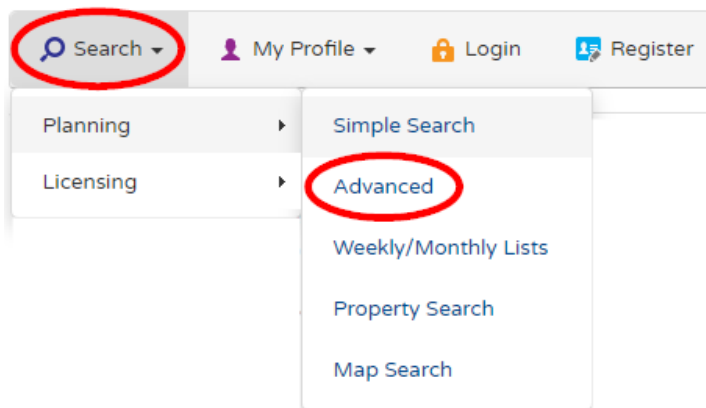 Search My Profile Login Register
Planning Simple Search
Licensing Advanced
Weekly/Monthly Lists
Property Search
Map Search